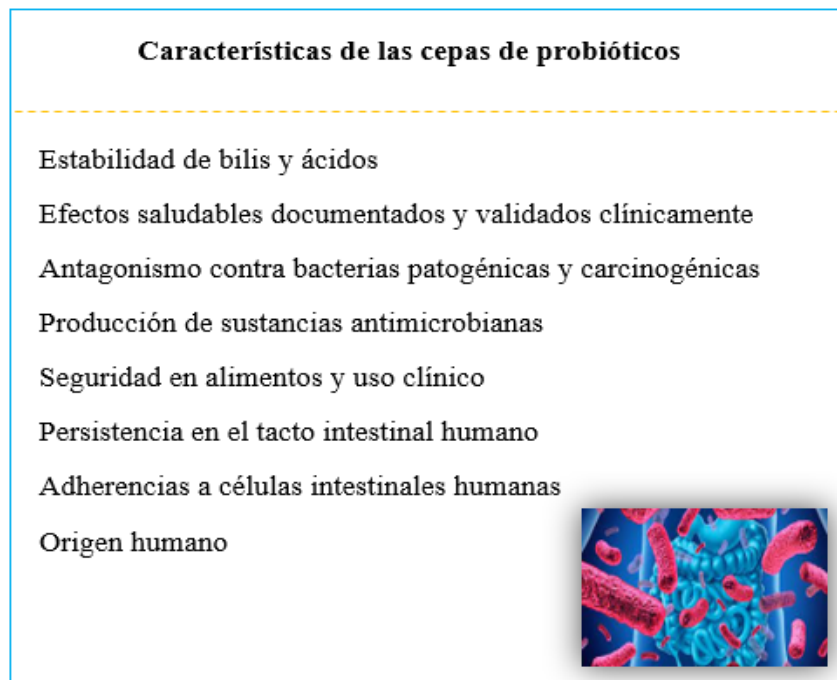 Características de las cepas de probióticos
Estabilidad de bilis y ácidos
Efectos saludables documentados y validados clínicamente
Antagonismo contra bacterias patogénicas y carcinogénicas
Producción de sustancias antimicrobianas
Seguridad en alimentos y uso clínico
Persistencia en el tacto intestinal humano
Adherencias a células intestinales humanas
Origen humano